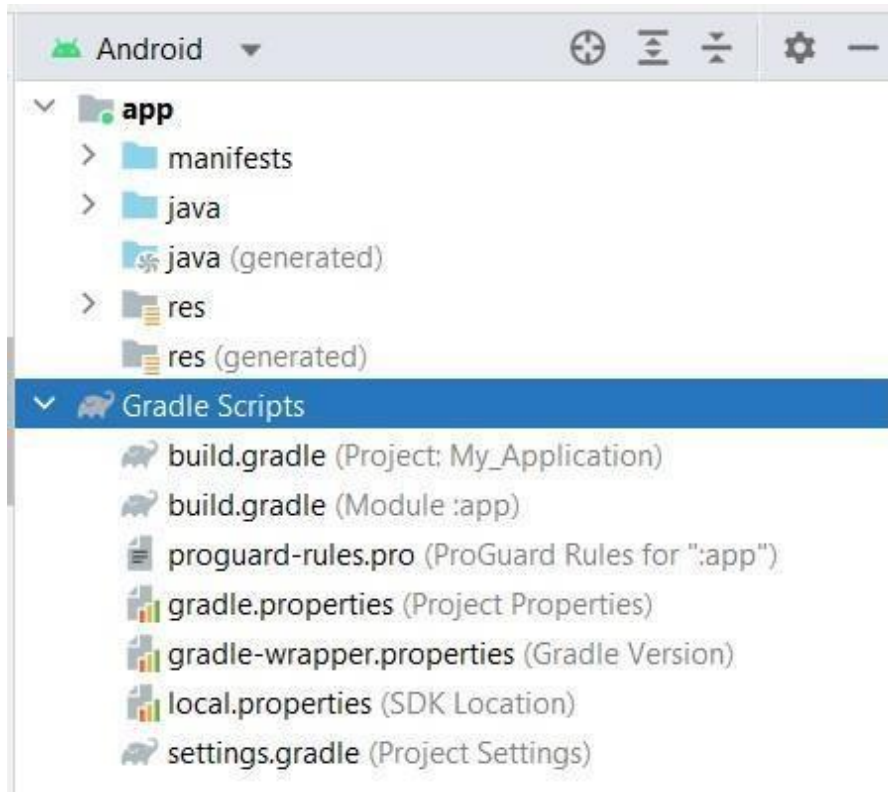 Android
app
manifests
java
java (generated)
res
res (generated)
Gradle Scripts
build.gradle (Project: My_Application)
build.gradle (Module :app)
proguard-rules.pro (ProGuard Rules for ":app")
gradle.properties (Project Properties)
gradle-wrapper.properties (Gradle Version)
local.properties (SDK Location)
settings.gradle (Project Settings)